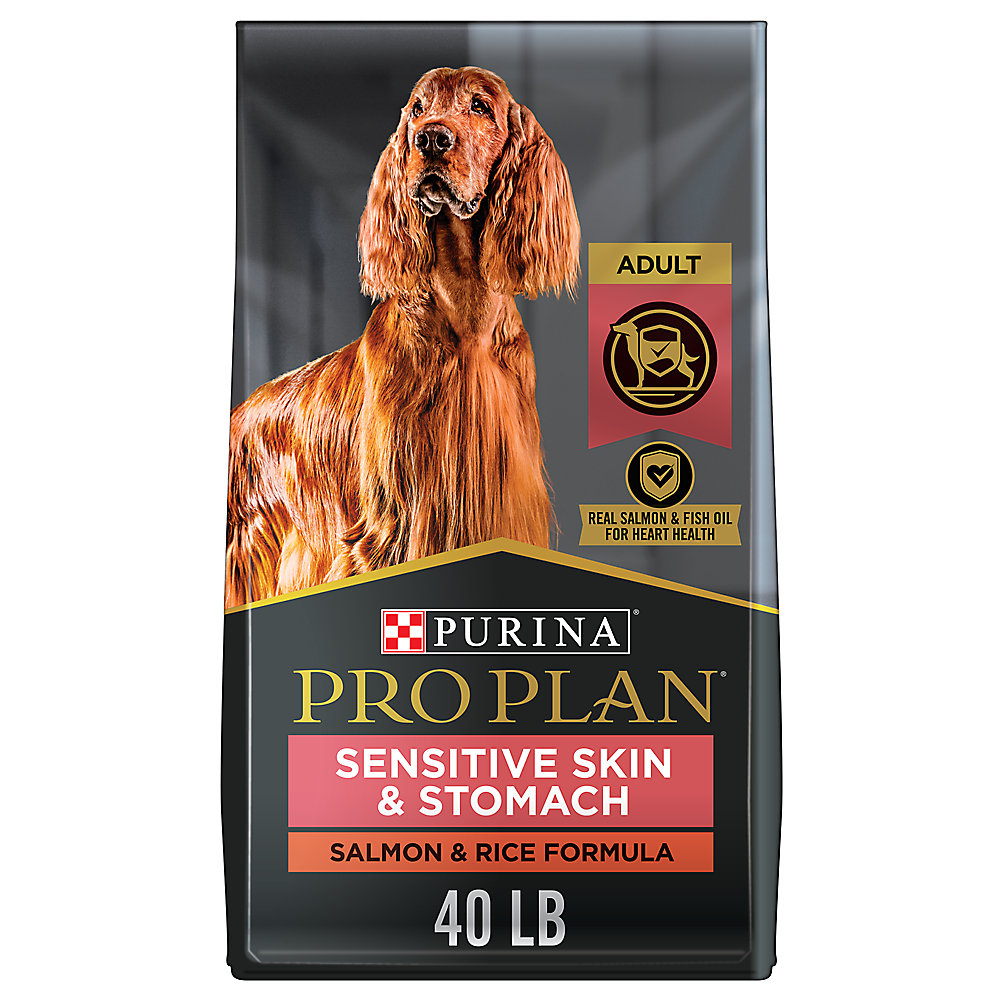 ADULT
REAL SALMON & FISH OIL
FOR HEART HEALTH
PURINA®
PRO PLAN®
SENSITIVE SKIN
& STOMACH
SALMON & RICE FORMULA
40 LB